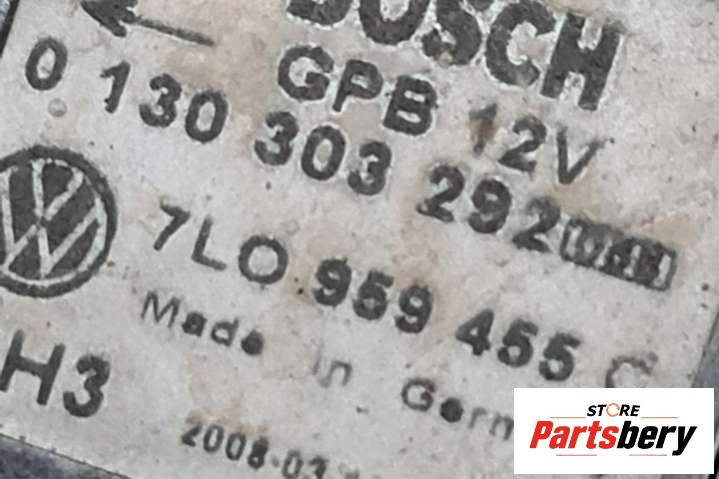 BOSCH
GPB 12V
0 130 303 292
7L0 959 455 C
Made in Germ
H3
2008-03
STORE
Partsbery